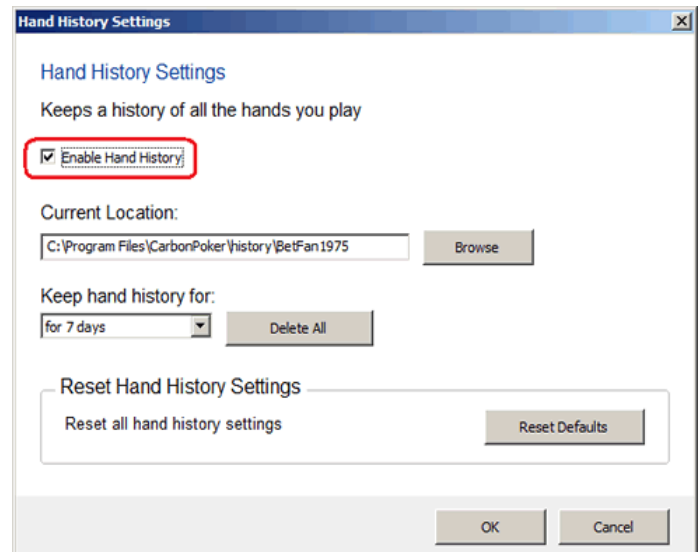 Hand History Settings
Hand History Settings
Keeps a history of all the hands you play
Enable Hand History
Current Location:
C:\Program Files\CarbonPoker\history\BetFan1975
Browse
Keep hand history for:
for 7 days
Delete All
Reset Hand History Settings
Reset all hand history settings
Reset Defaults
OK
Cancel